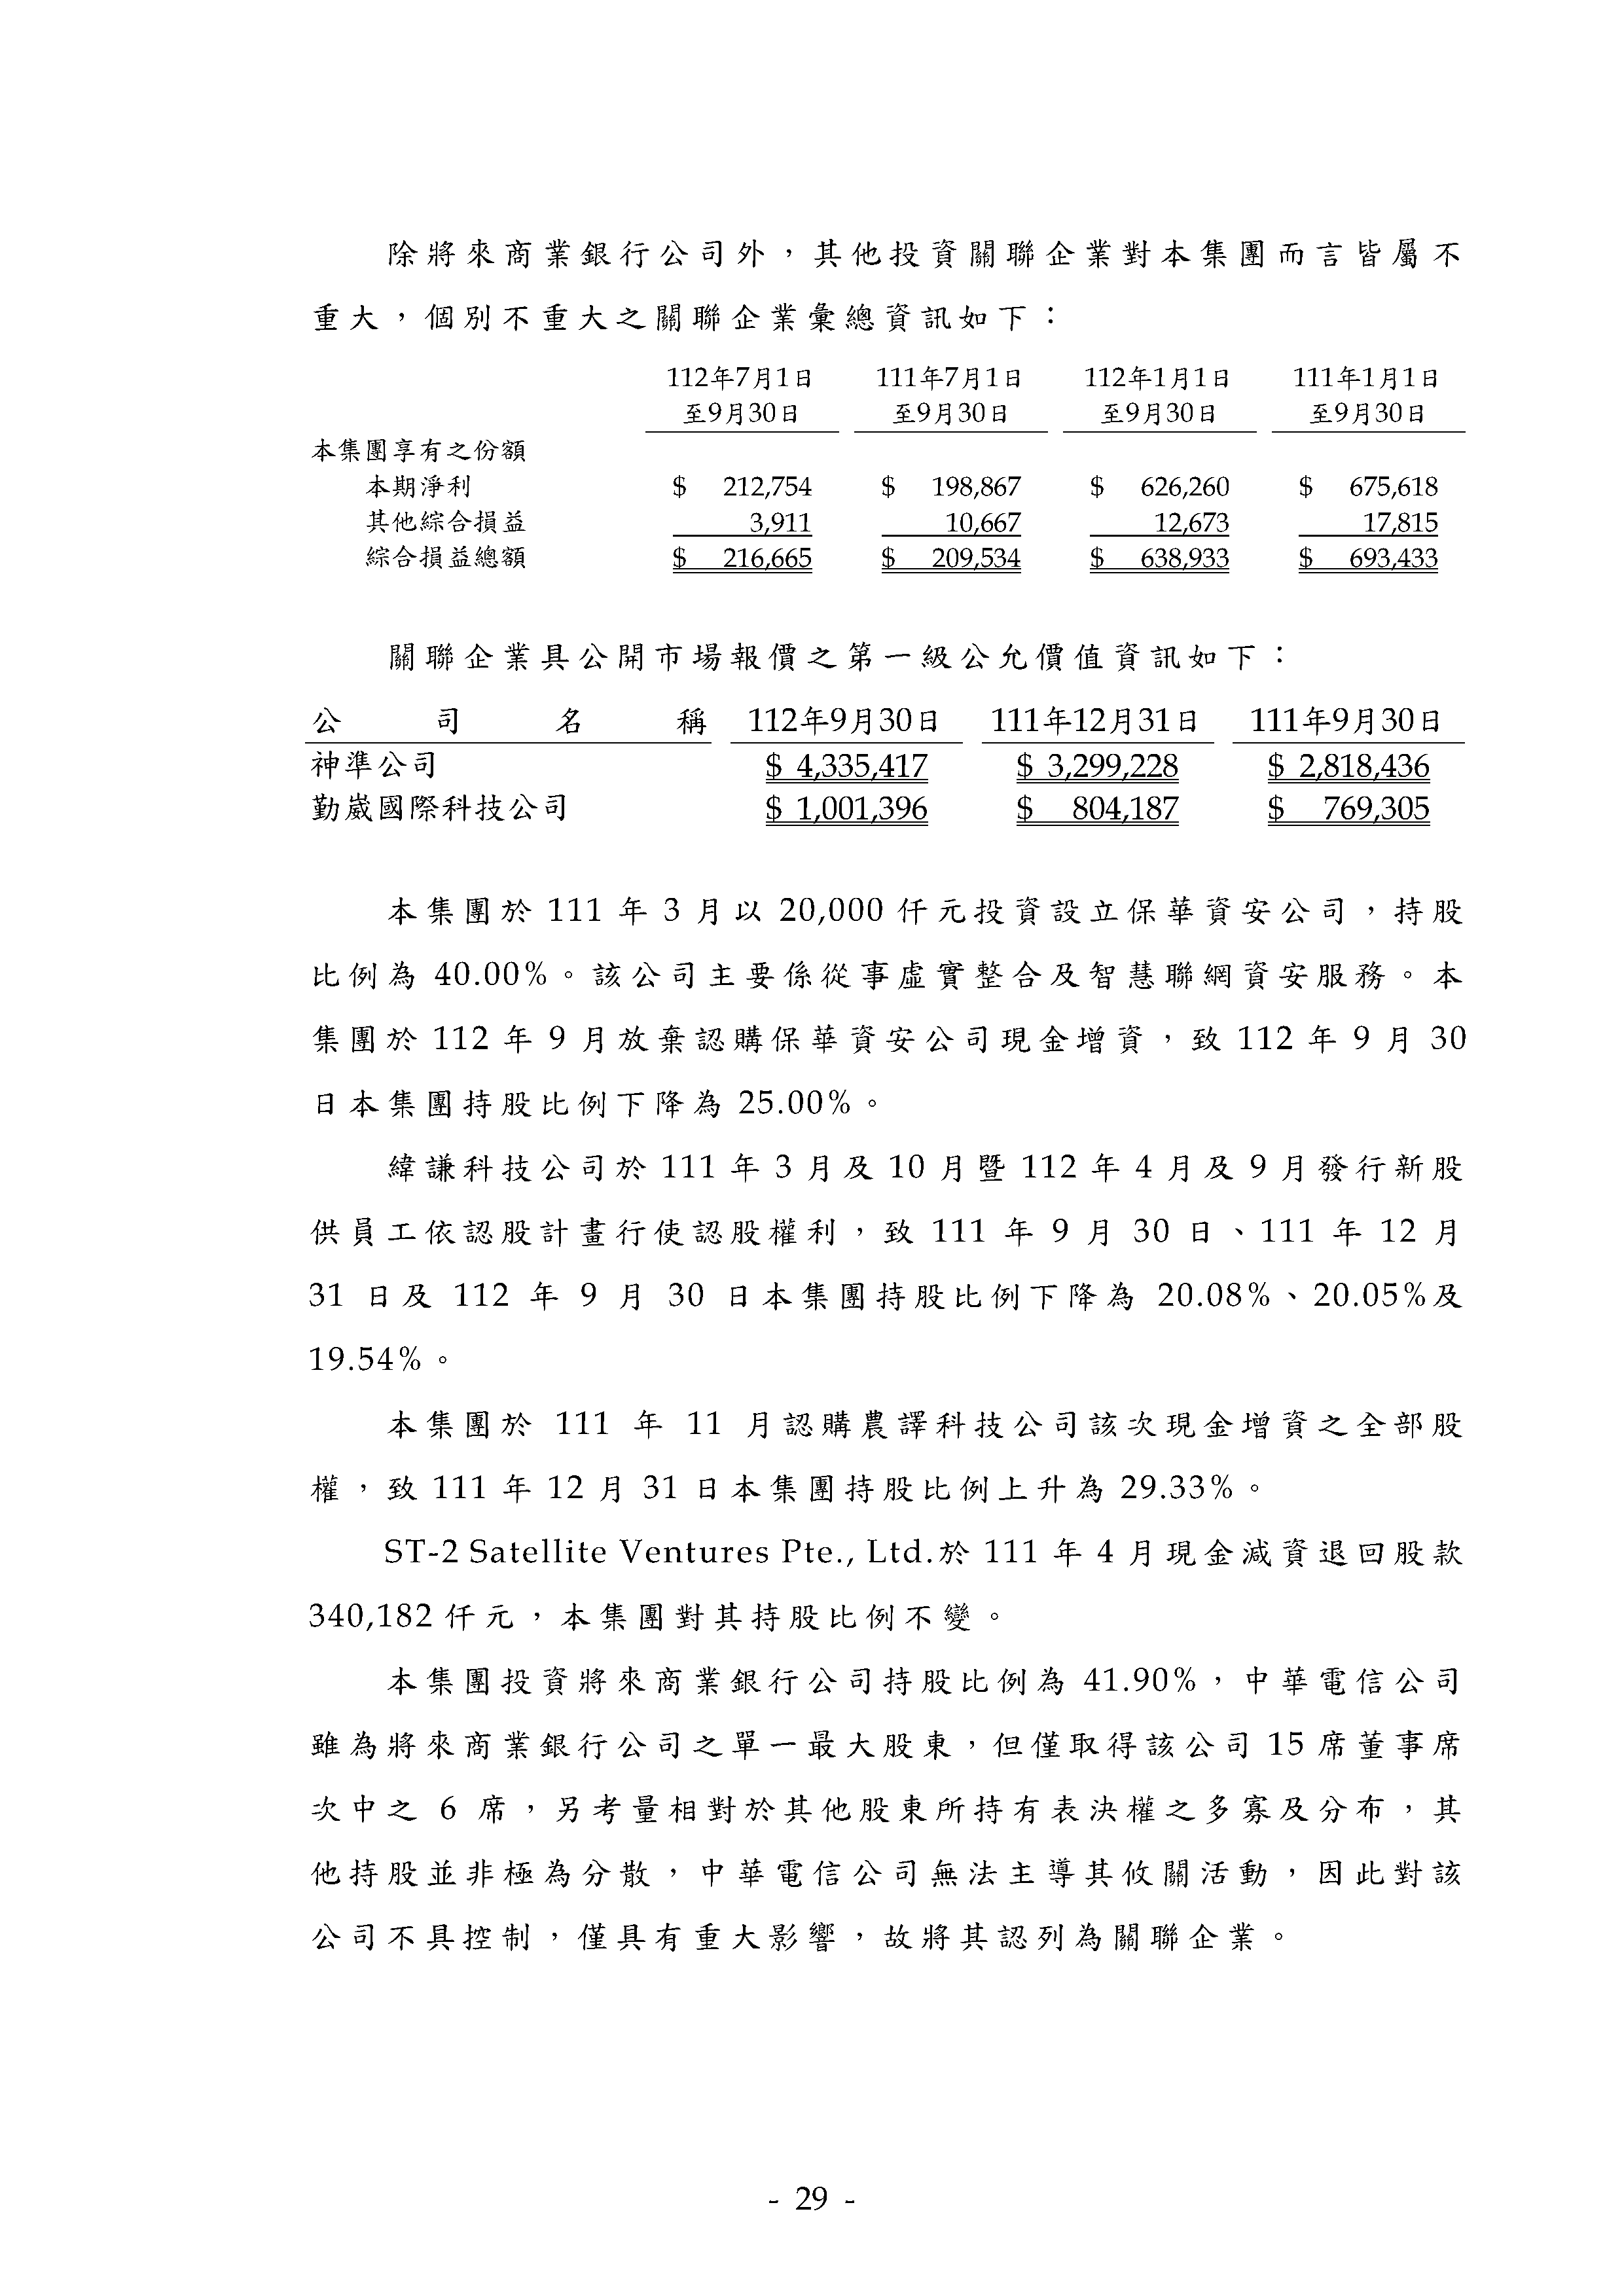 除將來商業銀行公司外，其他投資關聯企業對本集團而言皆屬不
重大，個別不重大之關聯企業彙總資訊如下：
112年7月1日 111年7月1日 112年1月1日 111年1月1日
至9月30日 至9月30日 至9月30日 至9月30日
本集團享有之份額
本期淨利 $ 212,754 $ 198,867 $ 626,260 $ 675,618
其他綜合損益 3,911 10,667 12,673 17,815
綜合損益總額 $ 216,665 $ 209,534 $ 638,933 $ 693,433
關聯企業具公開市場報價之第一級公允價值資訊如下：
公司名稱 112年9月30日 111年12月31日 111年9月30日
神準公司 $ 4,335,417 $ 3,299,228 $ 2,818,436
勤崴國際科技公司 $ 1,001,396 $ 804,187 $ 769,305
本集團於 111 年 3 月以 20,000 仟元投資設立保華資安公司，持股
比例為 40.00%。該公司主要係從事虛實整合及智慧聯網資安服務。本
集團於 112 年 9 月放棄認購保華資安公司現金增資，致 112 年 9 月 30
日本集團持股比例下降為 25.00%。
緯謙科技公司於 111 年 3 月及 10 月暨 112 年 4 月及 9 月發行新股
供員工依認股計畫行使認股權利，致 111 年 9 月 30 日、111 年 12 月
31 日及 112 年 9 月 30 日本集團持股比例下降為 20.08%、20.05%及
19.54%。
本集團於 111 年 11 月認購農譯科技公司該次現金增資之全部股
權，致 111 年 12 月 31 日本集團持股比例上升為 29.33%。
ST-2 Satellite Ventures Pte., Ltd.於 111 年 4 月現金減資退回股款
340,182 仟元，本集團對其持股比例不變。
本集團投資將來商業銀行公司持股比例為 41.90%，中華電信公司
雖為將來商業銀行公司之單一最大股東，但僅取得該公司 15 席董事席
次中之 6 席，另考量相對於其他股東所持有表決權之多寡及分布，其
他持股並非極為分散，中華電信公司無法主導其攸關活動，因此對該
公司不具控制，僅具有重大影響，故將其認列為關聯企業。
- 29 -